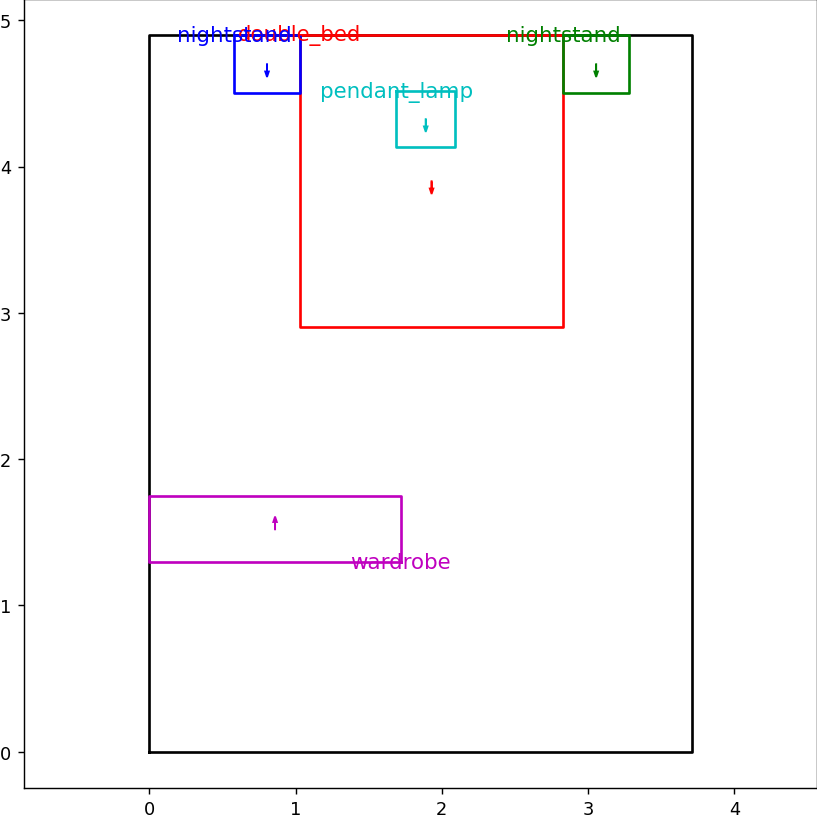 5
nightstand
double_bed
nightstand
pendant_lamp
4
3
2
wardrobe
1
0
0 1 2 3 4